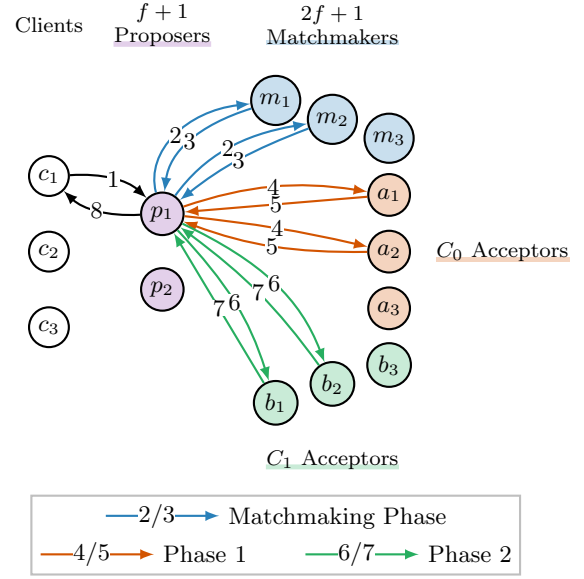 Clients
f + 1
Proposers
2f + 1
Matchmakers
m1
m2
m3
c1
c2
c3
p1
p2
a1
a2
a3
b1
b2
b3
1
8
2
3
2
3
4
5
4
5
7 6
7 6
C0 Acceptors
C1 Acceptors
2/3 Matchmaking Phase
4/5 Phase 1
6/7 Phase 2